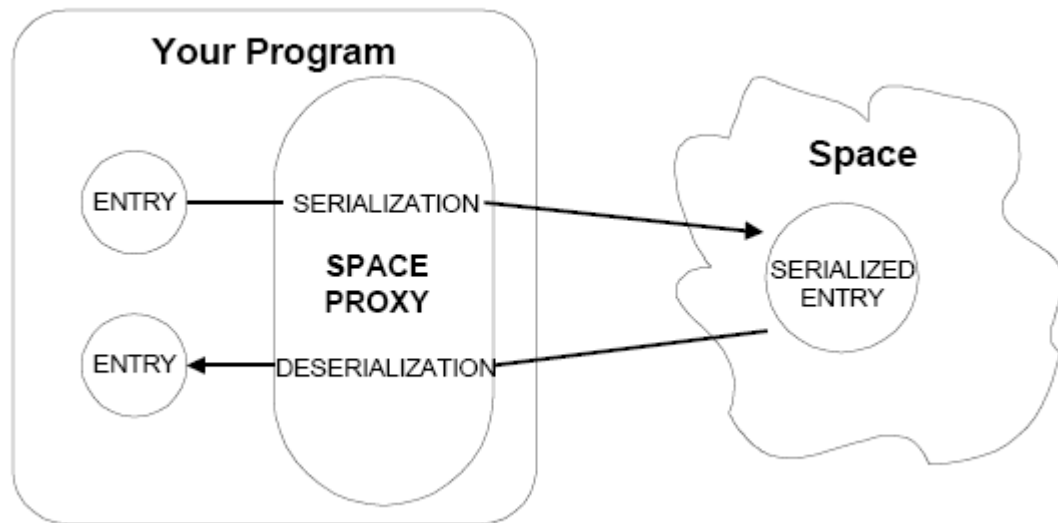 Your Program
Space
ENTRY
SERIALIZATION
SPACE
PROXY
SERIALIZED
ENTRY
ENTRY
DESERIALIZATION